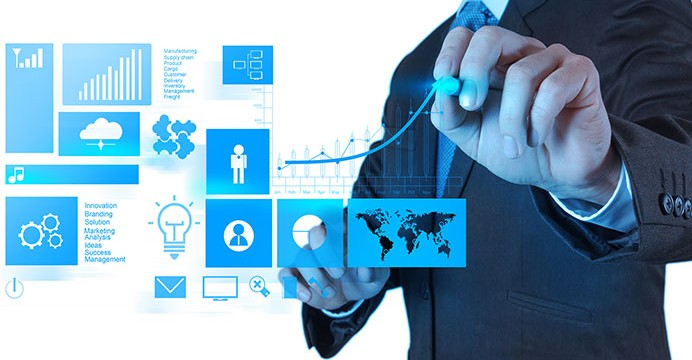 Manufacturing
Supply chain
Product
Cargo
Customer
Delivery
Inventory
Management
Freight
Innovation
Branding
Solution
Marketing
Analysis
Ideas
Success
Management